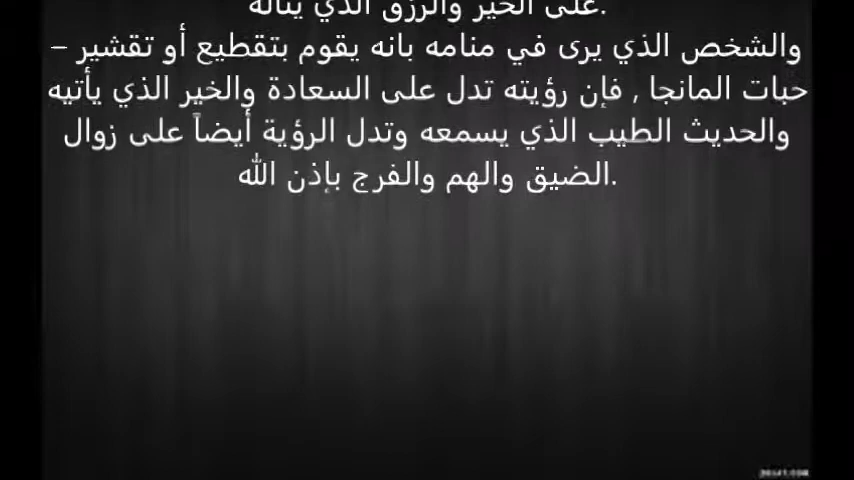 على الخير والرزق الذي يناله.
والشخص الذي يرى في منامه بانه يقوم بتقطيع أو تقشير –
حبات المانجا , فإن رؤيته تدل على السعادة والخير الذي يأتيه
والحديث الطيب الذي يسمعه وتدل الرؤية أيضاً على زوال
الضيق والهم والفرج بإذن الله.